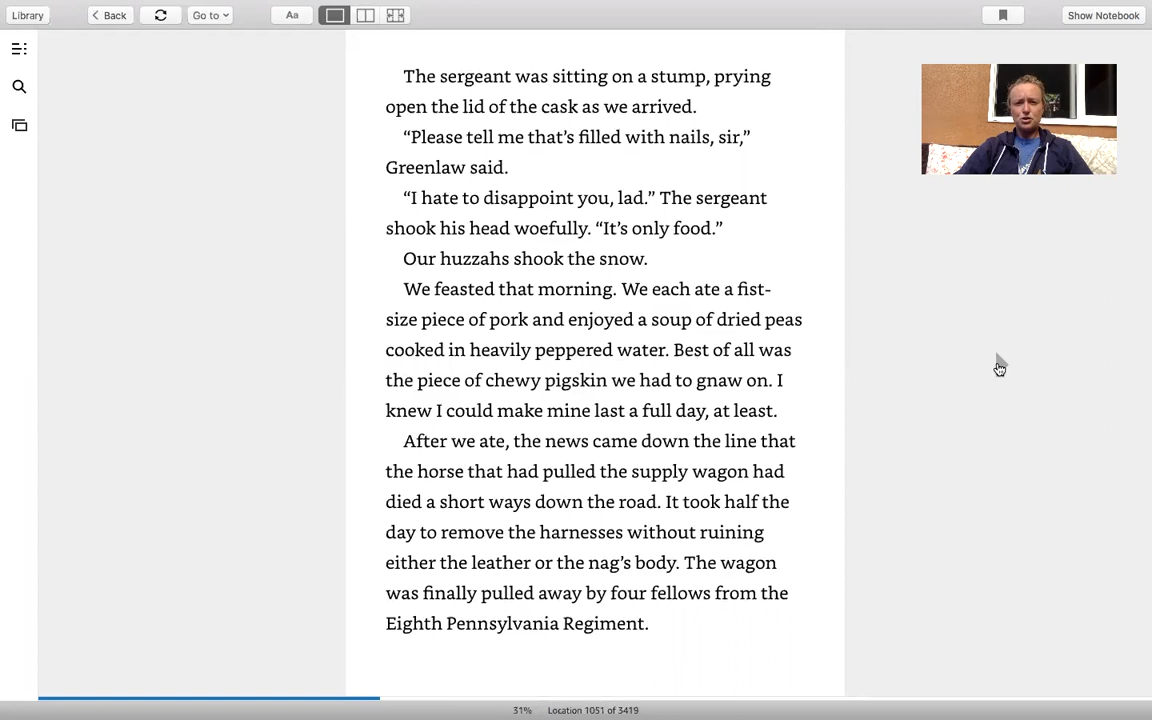 Library
Back
Go to
Aa
Show Notebook
The sergeant was sitting on a stump, prying
open the lid of the cask as we arrived.
“Please tell me that’s filled with nails, sir,”
Greenlaw said.
“I hate to disappoint you, lad.” The sergeant
shook his head woefully. “It’s only food.”
Our huzzahs shook the snow.
We feasted that morning. We each ate a fist-
size piece of pork and enjoyed a soup of dried peas
cooked in heavily peppered water. Best of all was
the piece of chewy pigskin we had to gnaw on. I
knew I could make mine last a full day, at least.
After we ate, the news came down the line that
the horse that had pulled the supply wagon had
died a short ways down the road. It took half the
day to remove the harnesses without ruining
either the leather or the nag’s body. The wagon
was finally pulled away by four fellows from the
Eighth Pennsylvania Regiment.
31% Location 1051 of 3419